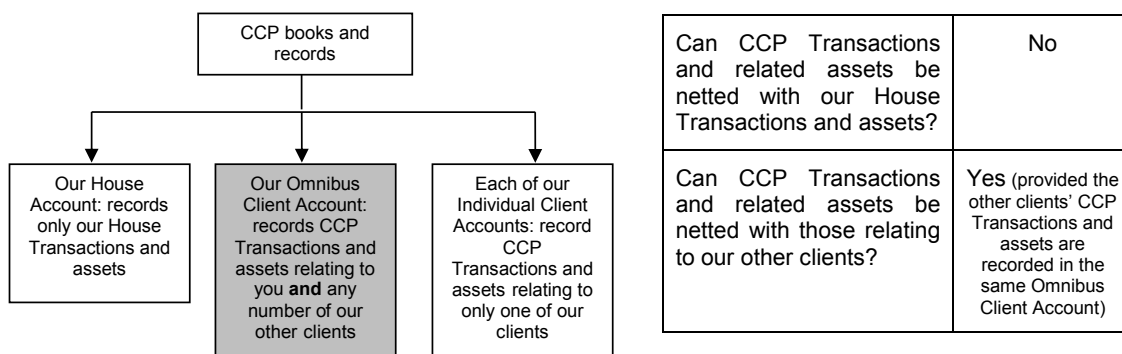 CCP books and
records
Our House
Account: records
only our House
Transactions and
assets
Our Omnibus
Client Account:
records CCP
Transactions and
assets relating to
you and any
number of our
other clients
Each of our
Individual Client
Accounts: record
CCP
Transactions and
assets relating to
only one of our
clients
Can CCP Transactions
and related assets be
netted with our House
Transactions and assets?
No
Can CCP Transactions
and related assets be
netted with those relating
to our other clients?
Yes (provided the
other clients’ CCP
Transactions and
assets are
recorded in the
same Omnibus
Client Account)